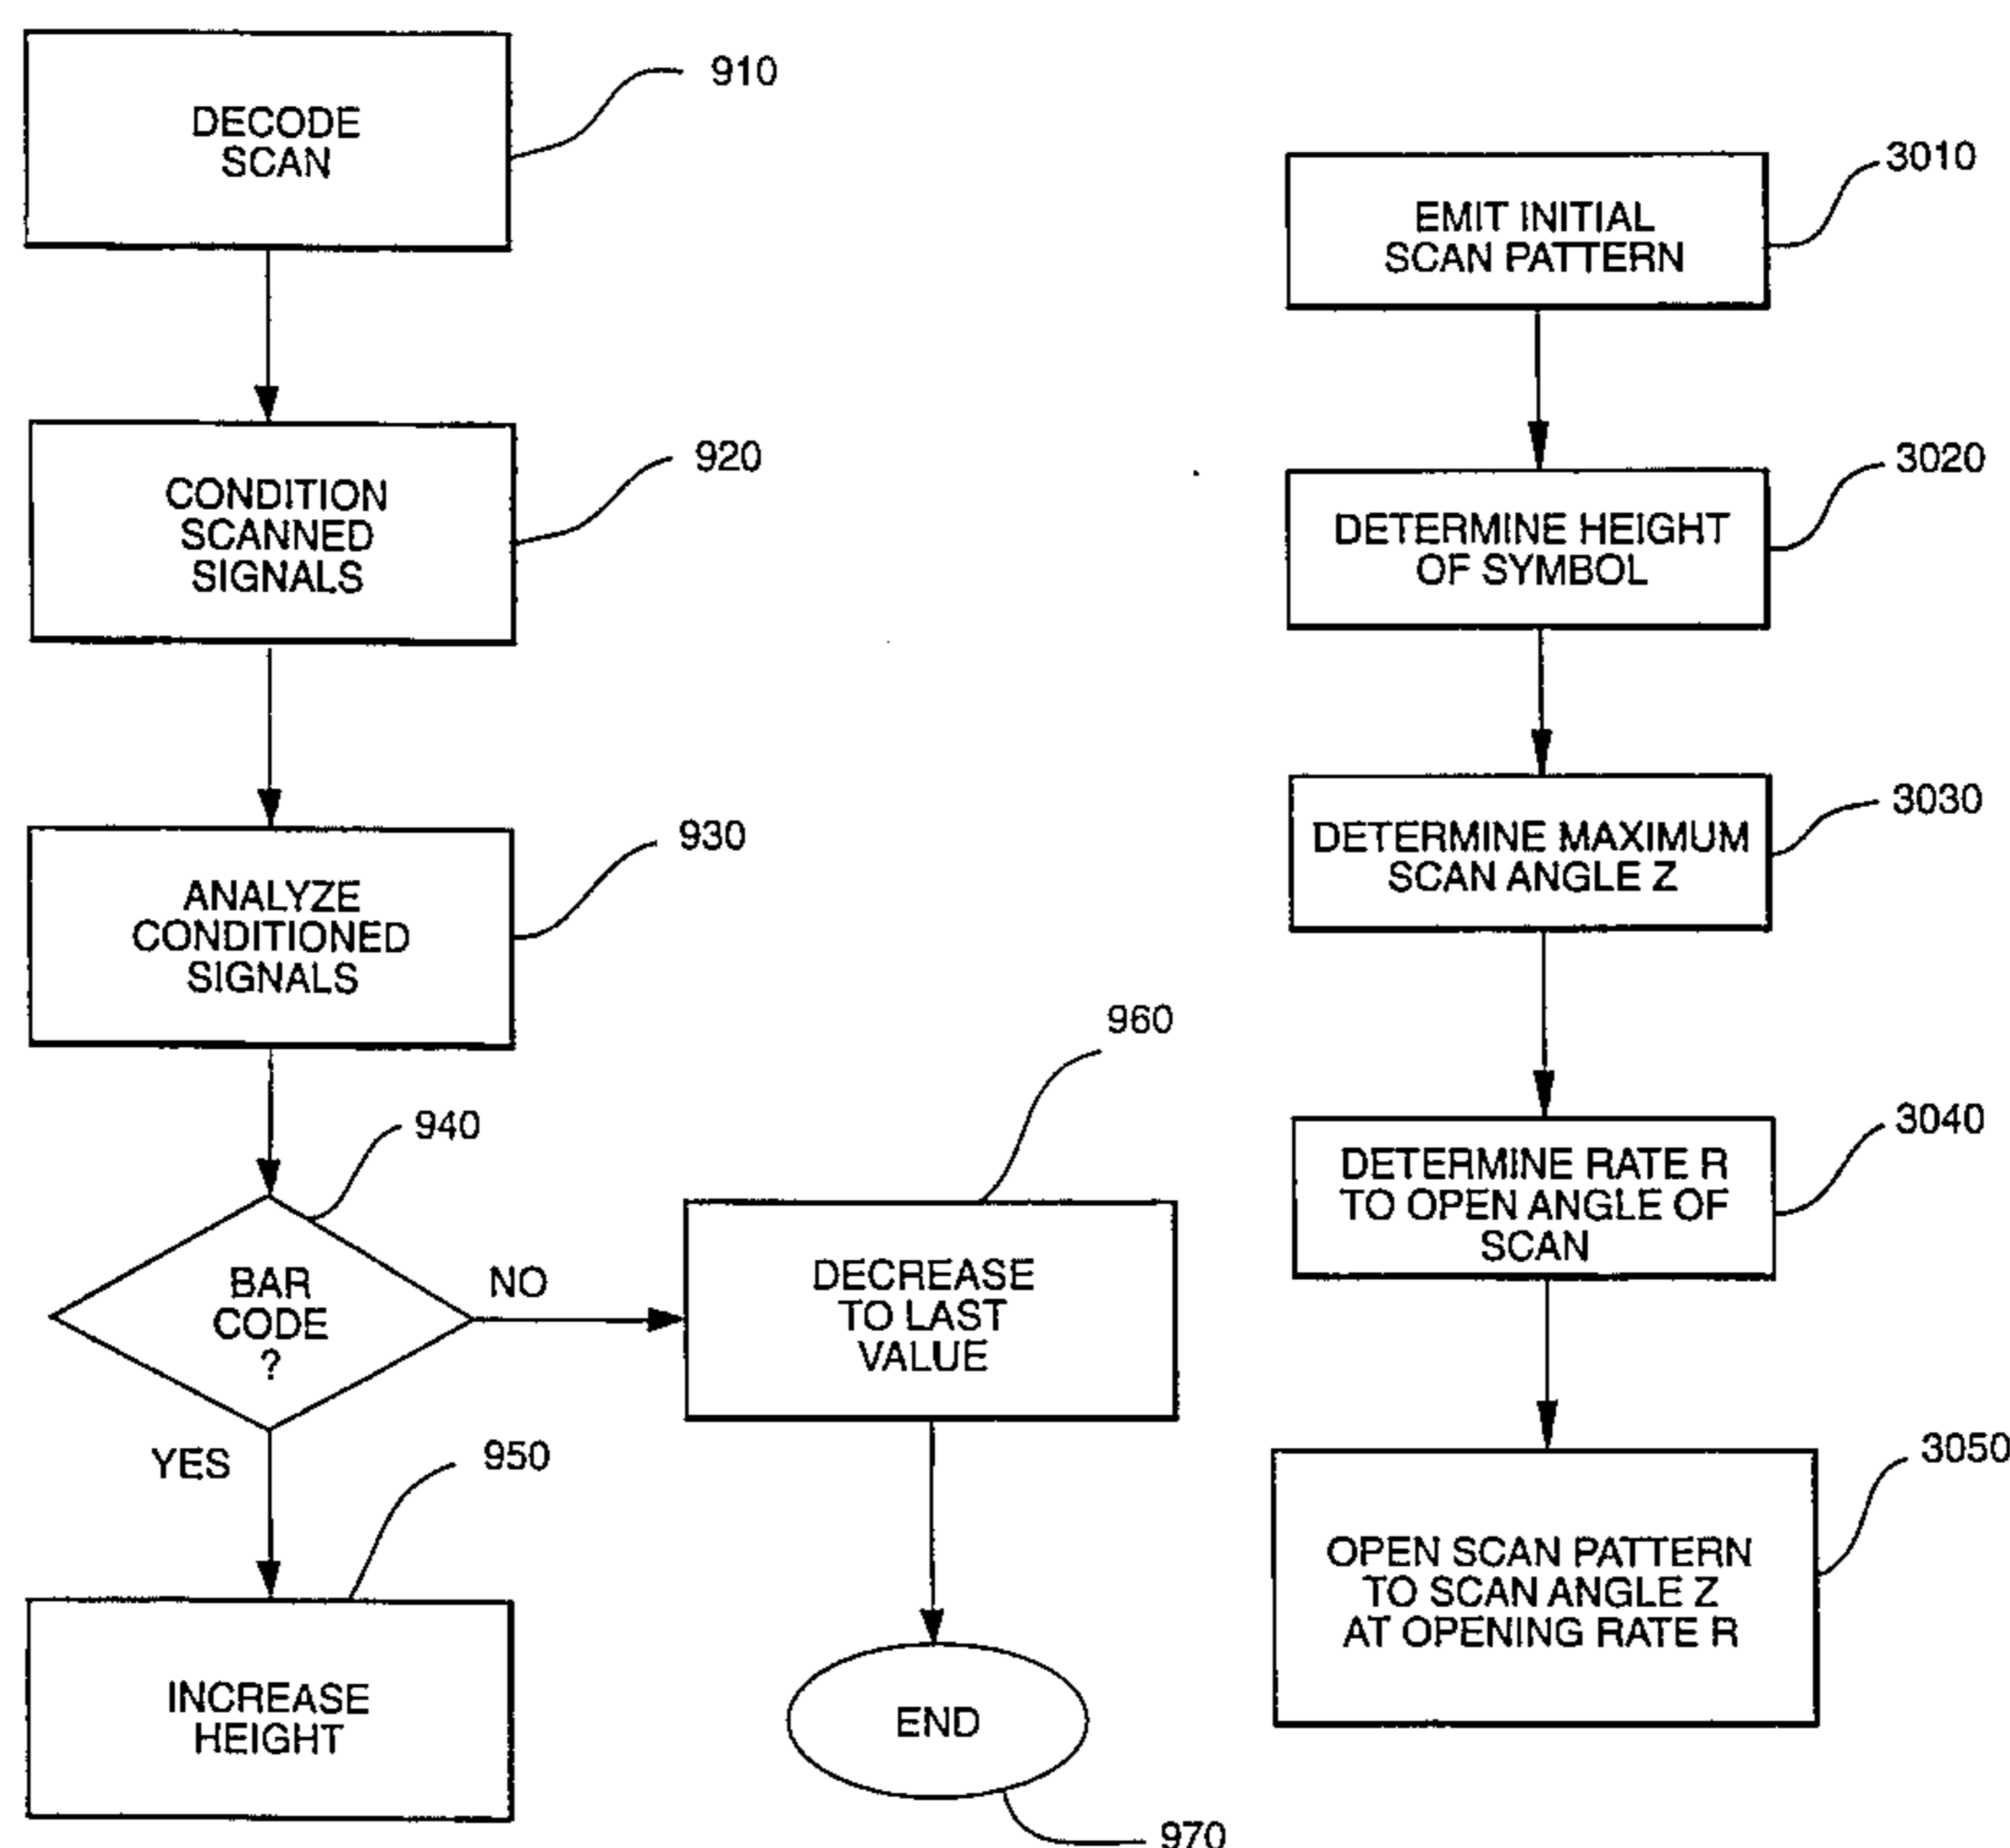 DECODE
SCAN
910
CONDITION
SCANNED
SIGNALS
920
ANALYZE
CONDITIONED
SIGNALS
930
BAR
CODE
?
940
NO
YES
INCREASE
HEIGHT
950
DECREASE
TO LAST
VALUE
960
END
970
EMIT INITIAL
SCAN PATTERN
3010
DETERMINE HEIGHT
OF SYMBOL
3020
DETERMINE MAXIMUM
SCAN ANGLE Z
3030
DETERMINE RATE R
TO OPEN ANGLE OF
SCAN
3040
OPEN SCAN PATTERN
TO SCAN ANGLE Z
AT OPENING RATE R
3050